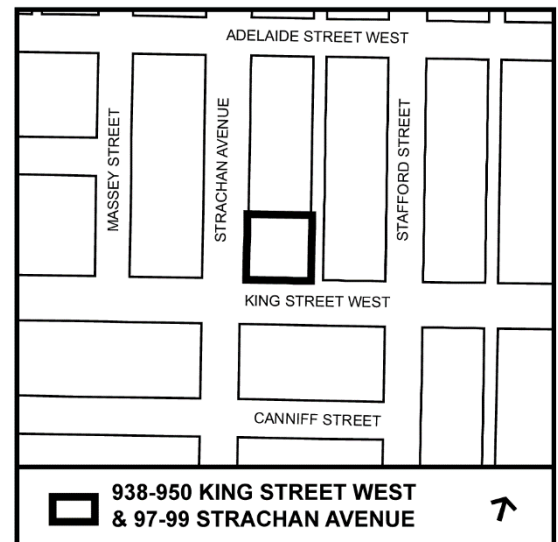 ADELAIDE STREET WEST
MASSEY STREET
STRACHAN AVENUE
STAFFORD STREET
KING STREET WEST
CANNIFF STREET
938-950 KING STREET WEST
& 97-99 STRACHAN AVENUE